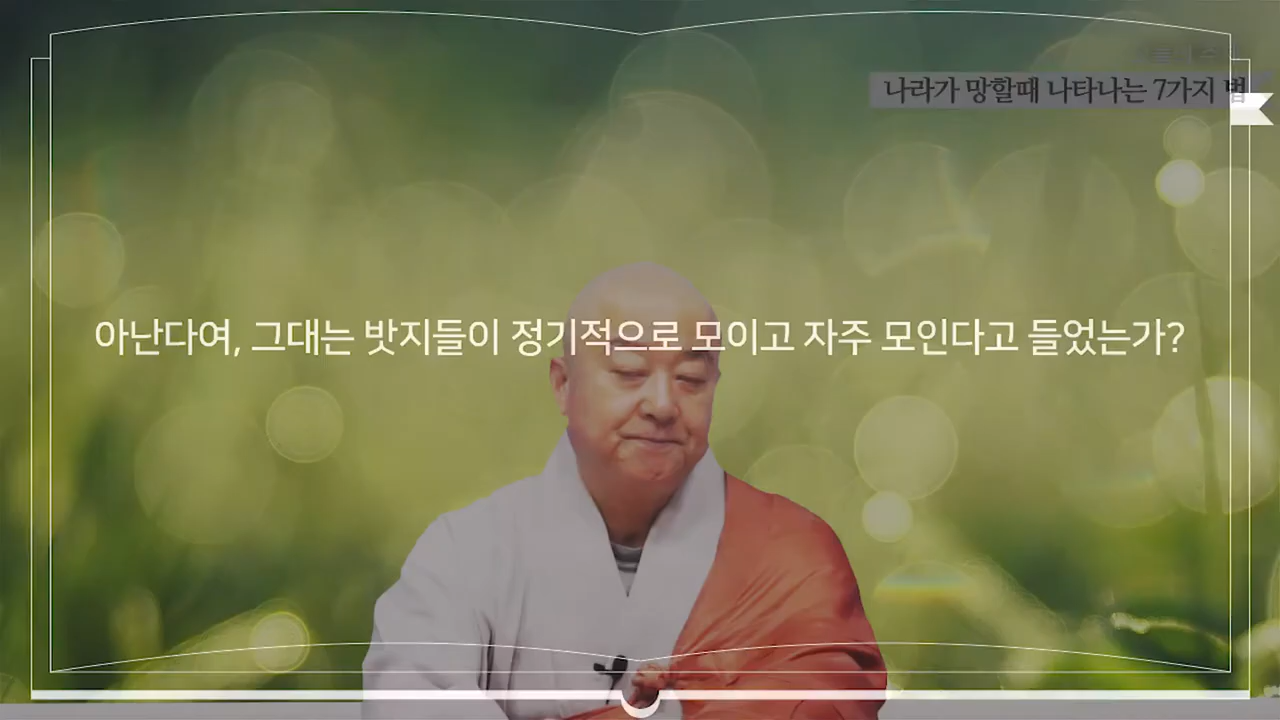 나라가 망할때 나타나는 7가지 법
아난다여, 그대는 밧지들이 정기적으로 모이고 자주 모인다고 들었는가?